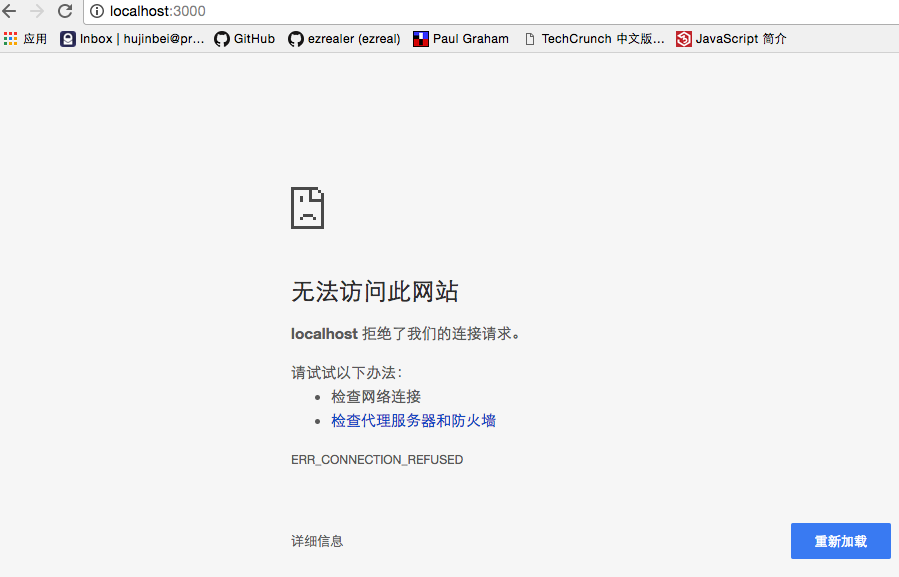 localhost:3000
应用 Inbox | hujinbei@pr... GitHub ezrealer (ezreal) Paul Graham TechCrunch 中文版... JavaScript 简介
无法访问此网站
localhost 拒绝了我们的连接请求。
请试试以下办法：
检查网络连接
检查代理服务器和防火墙
ERR_CONNECTION_REFUSED
详细信息 重新加载